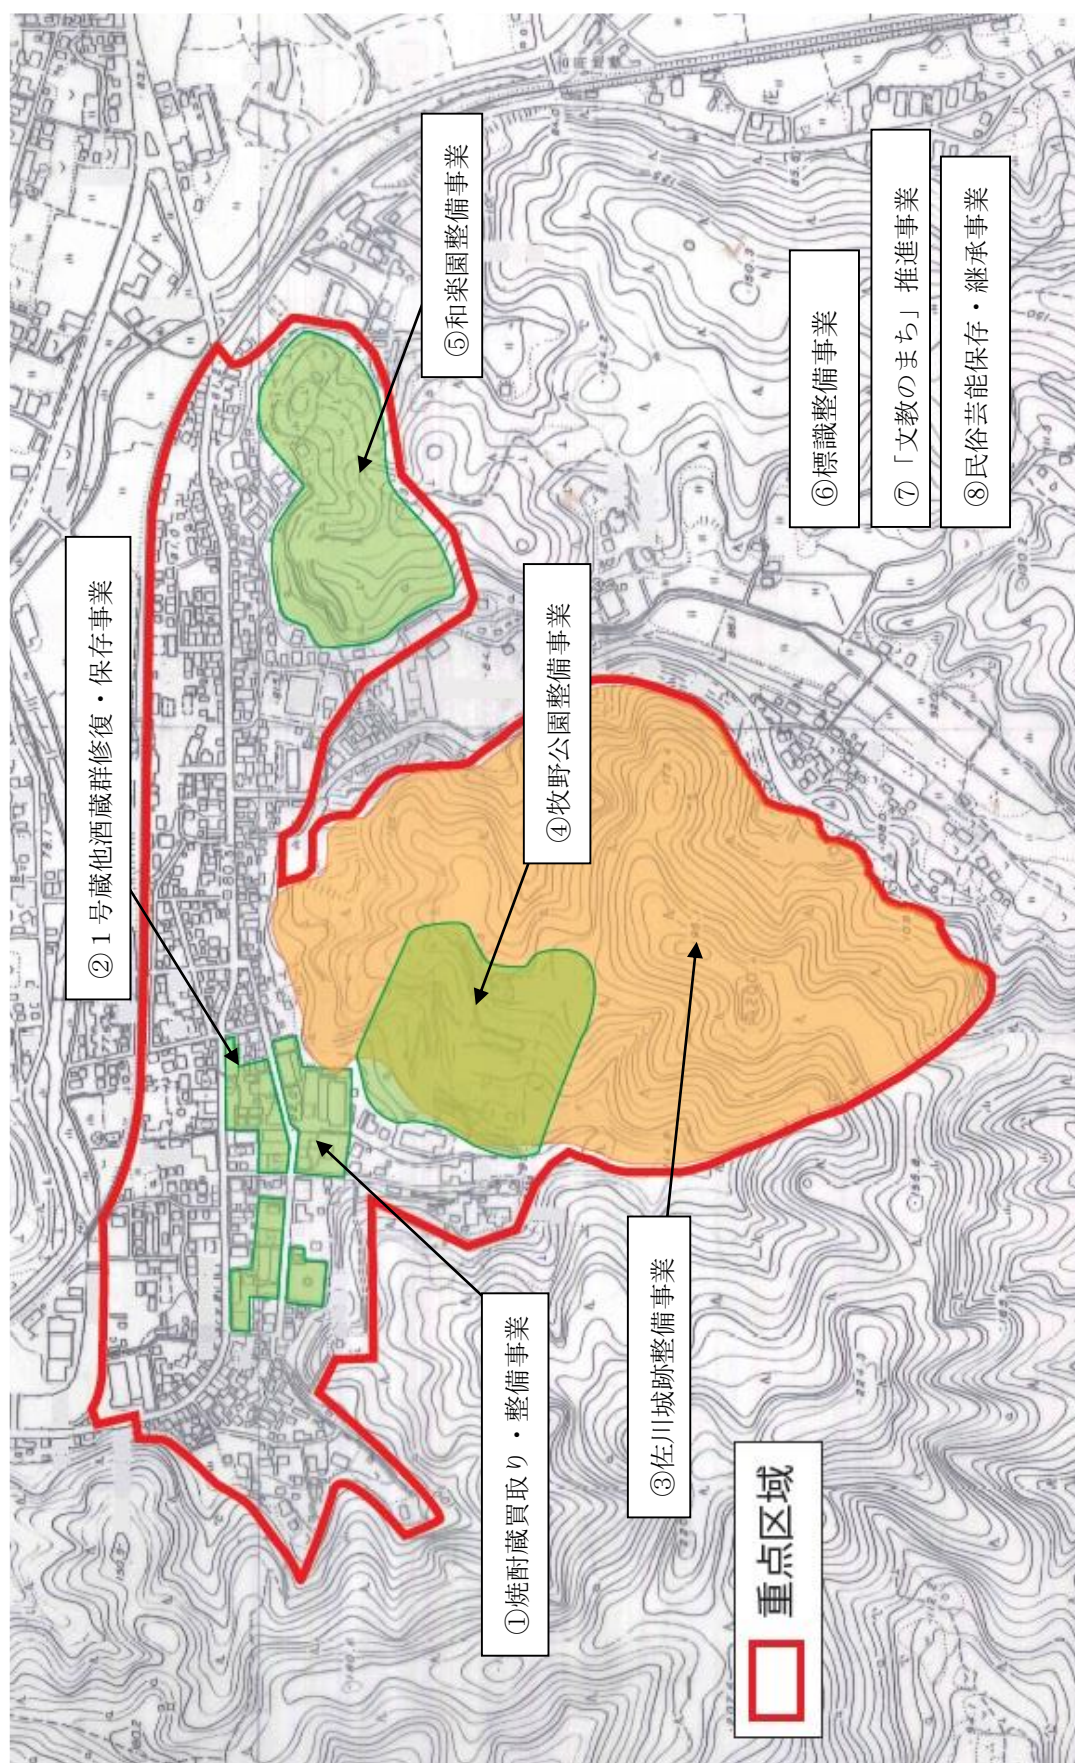 ①焼酎蔵買取り・整備事業
②1号蔵他酒蔵群修復・保存事業
③佐川城跡整備事業
④牧野公園整備事業
⑤和楽園整備事業
⑥標識整備事業
⑦「文教のまち」推進事業
⑧民俗芸能保存・継承事業
重点区域